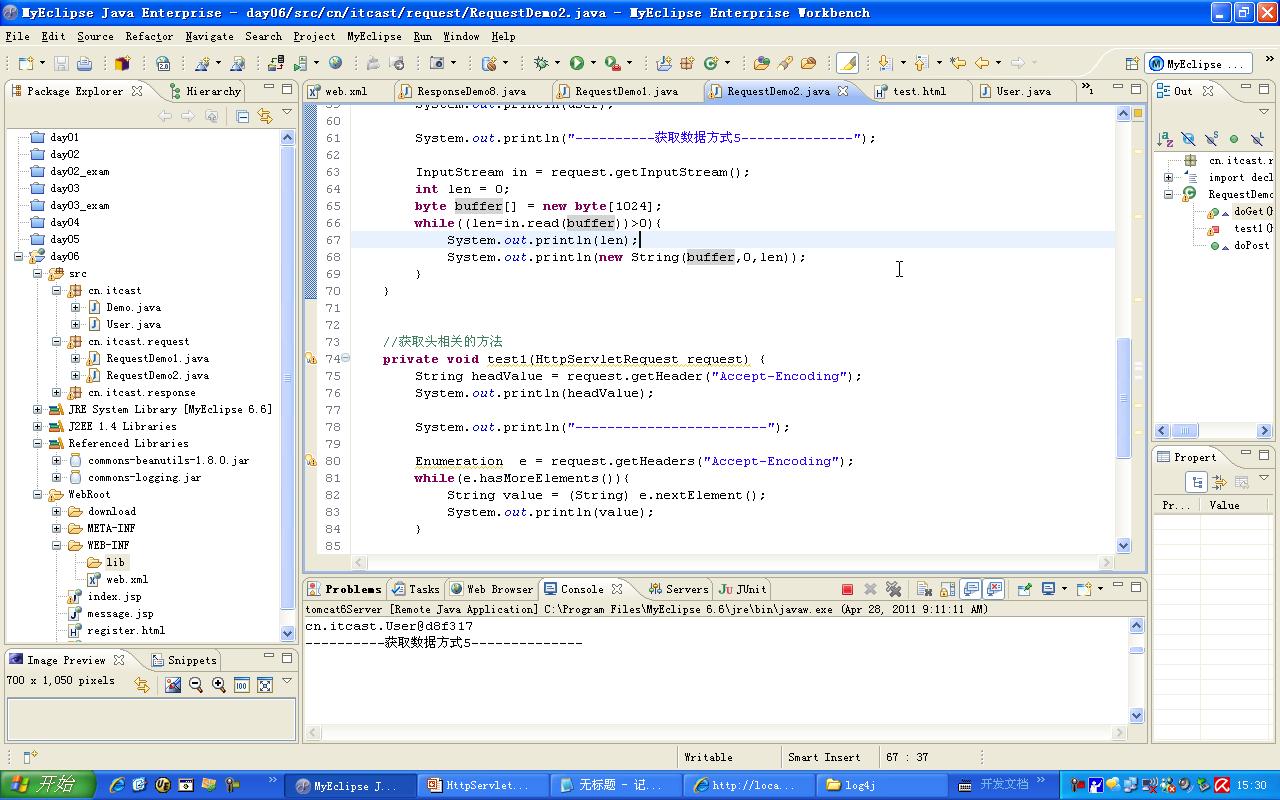 MyEclipse Java Enterprise - day06/src/cn/itcast/request/RequestDemo2.java - MyEclipse Enterprise Workbench
File Edit Source Refactor Navigate Search Project MyEclipse Run Window Help
MyEclipse ...
Package Explorer
Hierarchy
web.xml
ResponseDemo8.java
RequestDemo1.java
RequestDemo2.java
test.html
User.java
Out
day01
day02
day02_exam
day03
day03_exam
day04
day05
day06
src
cn.itcast
Demo.java
User.java
cn.itcast.request
RequestDemo1.java
RequestDemo2.java
cn.itcast.response
JRE System Library [MyEclipse 6.6]
J2EE 1.4 Libraries
Referenced Libraries
commons-beanutils-1.8.0.jar
commons-logging.jar
WebRoot
download
META-INF
WEB-INF
lib
web.xml
index.jsp
message.jsp
register.html
59 System.out.println(user);
60
61 System.out.println("----------获取数据方式5--------------");
62
63 InputStream in = request.getInputStream();
64 int len = 0;
65 byte buffer[] = new byte[1024];
66 while((len=in.read(buffer))>0){
67 System.out.println(len);
68 System.out.println(new String(buffer,0,len));
69 }
70 }
71
72
73 //获取头相关的方法
74 private void test1(HttpServletRequest request) {
75 String headValue = request.getHeader("Accept-Encoding");
76 System.out.println(headValue);
77
78 System.out.println("------------------------");
79
80 Enumeration e = request.getHeaders("Accept-Encoding");
81 while(e.hasMoreElements()){
82 String value = (String) e.nextElement();
83 System.out.println(value);
84 }
85
cn.itcast.r
import decl
RequestDemo
doGet(
test1(
doPost
Propert
Pr... Value
Image Preview
Snippets
700 x 1,050 pixels
Problems
Tasks
Web Browser
Console
Servers
JUnit
tomcat6Server [Remote Java Application] C:\Program Files\MyEclipse 6.6\jre\bin\javaw.exe (Apr 28, 2011 9:11:11 AM)
cn.itcast.User@d8f317
----------获取数据方式5--------------
Writable
Smart Insert
67 : 37
开始
MyEclipse J...
HttpServlet...
无标题 - 记...
http://loca...
log4j
开发文档
15:30